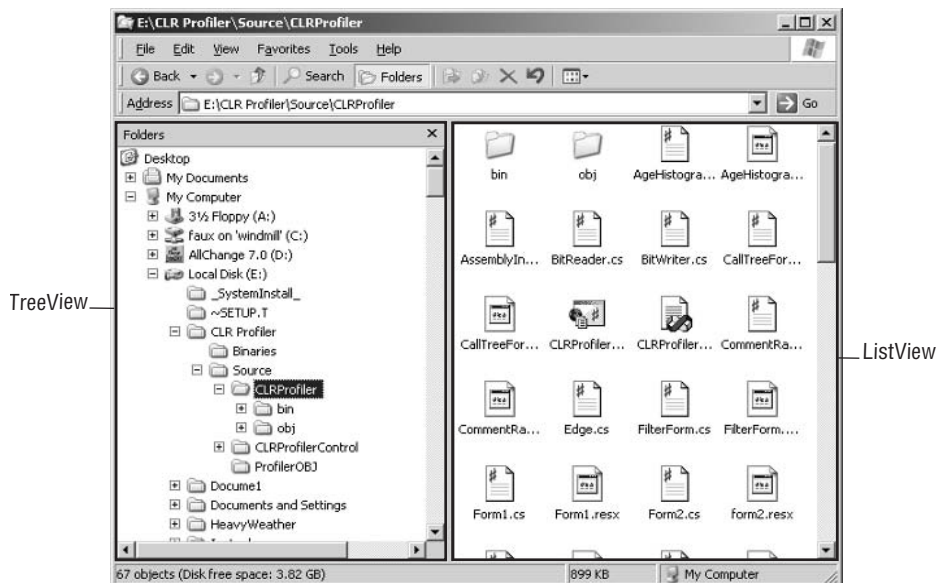 E:\CLR Profiler\Source\CLRProfiler
File Edit View Favorites Tools Help
Back Search Folders
Address E:\CLR Profiler\Source\CLRProfiler Go
Folders
Desktop
My Documents
My Computer
3½ Floppy (A:)
faux on 'windmill' (C:)
AllChange 7.0 (D:)
Local Disk (E:)
_SystemInstall_
~SETUP.T
CLR Profiler
Binaries
Source
CLRProfiler
bin
obj
CLRProfilerControl
ProfilerOBJ
Docume1
Documents and Settings
HeavyWeather
bin obj AgeHistogra... AgeHistogra...
AssemblyIn... BitReader.cs BitWriter.cs CallTreeFor...
CallTreeFor... CLRProfiler... CLRProfiler... CommentRa...
CommentRa... Edge.cs FilterForm.cs FilterForm....
Form1.cs Form1.resx Form2.cs form2.resx
67 objects (Disk free space: 3.82 GB) 899 KB My Computer
TreeView
ListView